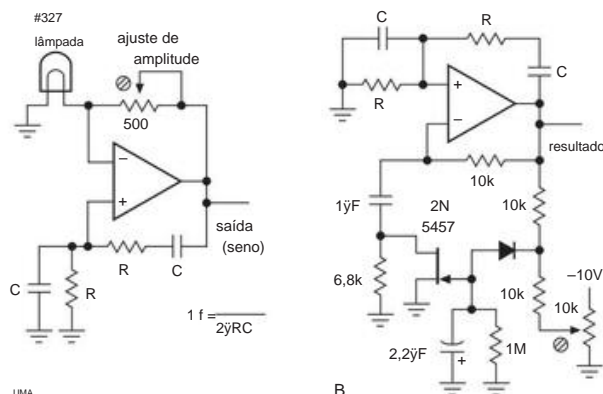 #327
lâmpada
ajuste de
amplitude
500
−
+
saída
(seno)
R
C
C
R
1 f=
2ÿRC
UMA
C
R
R
C
+
−
resultado
10k
1ÿF
2N
5457
10k
6,8k
−10V
10k
10k
2,2ÿF
+
1M
B